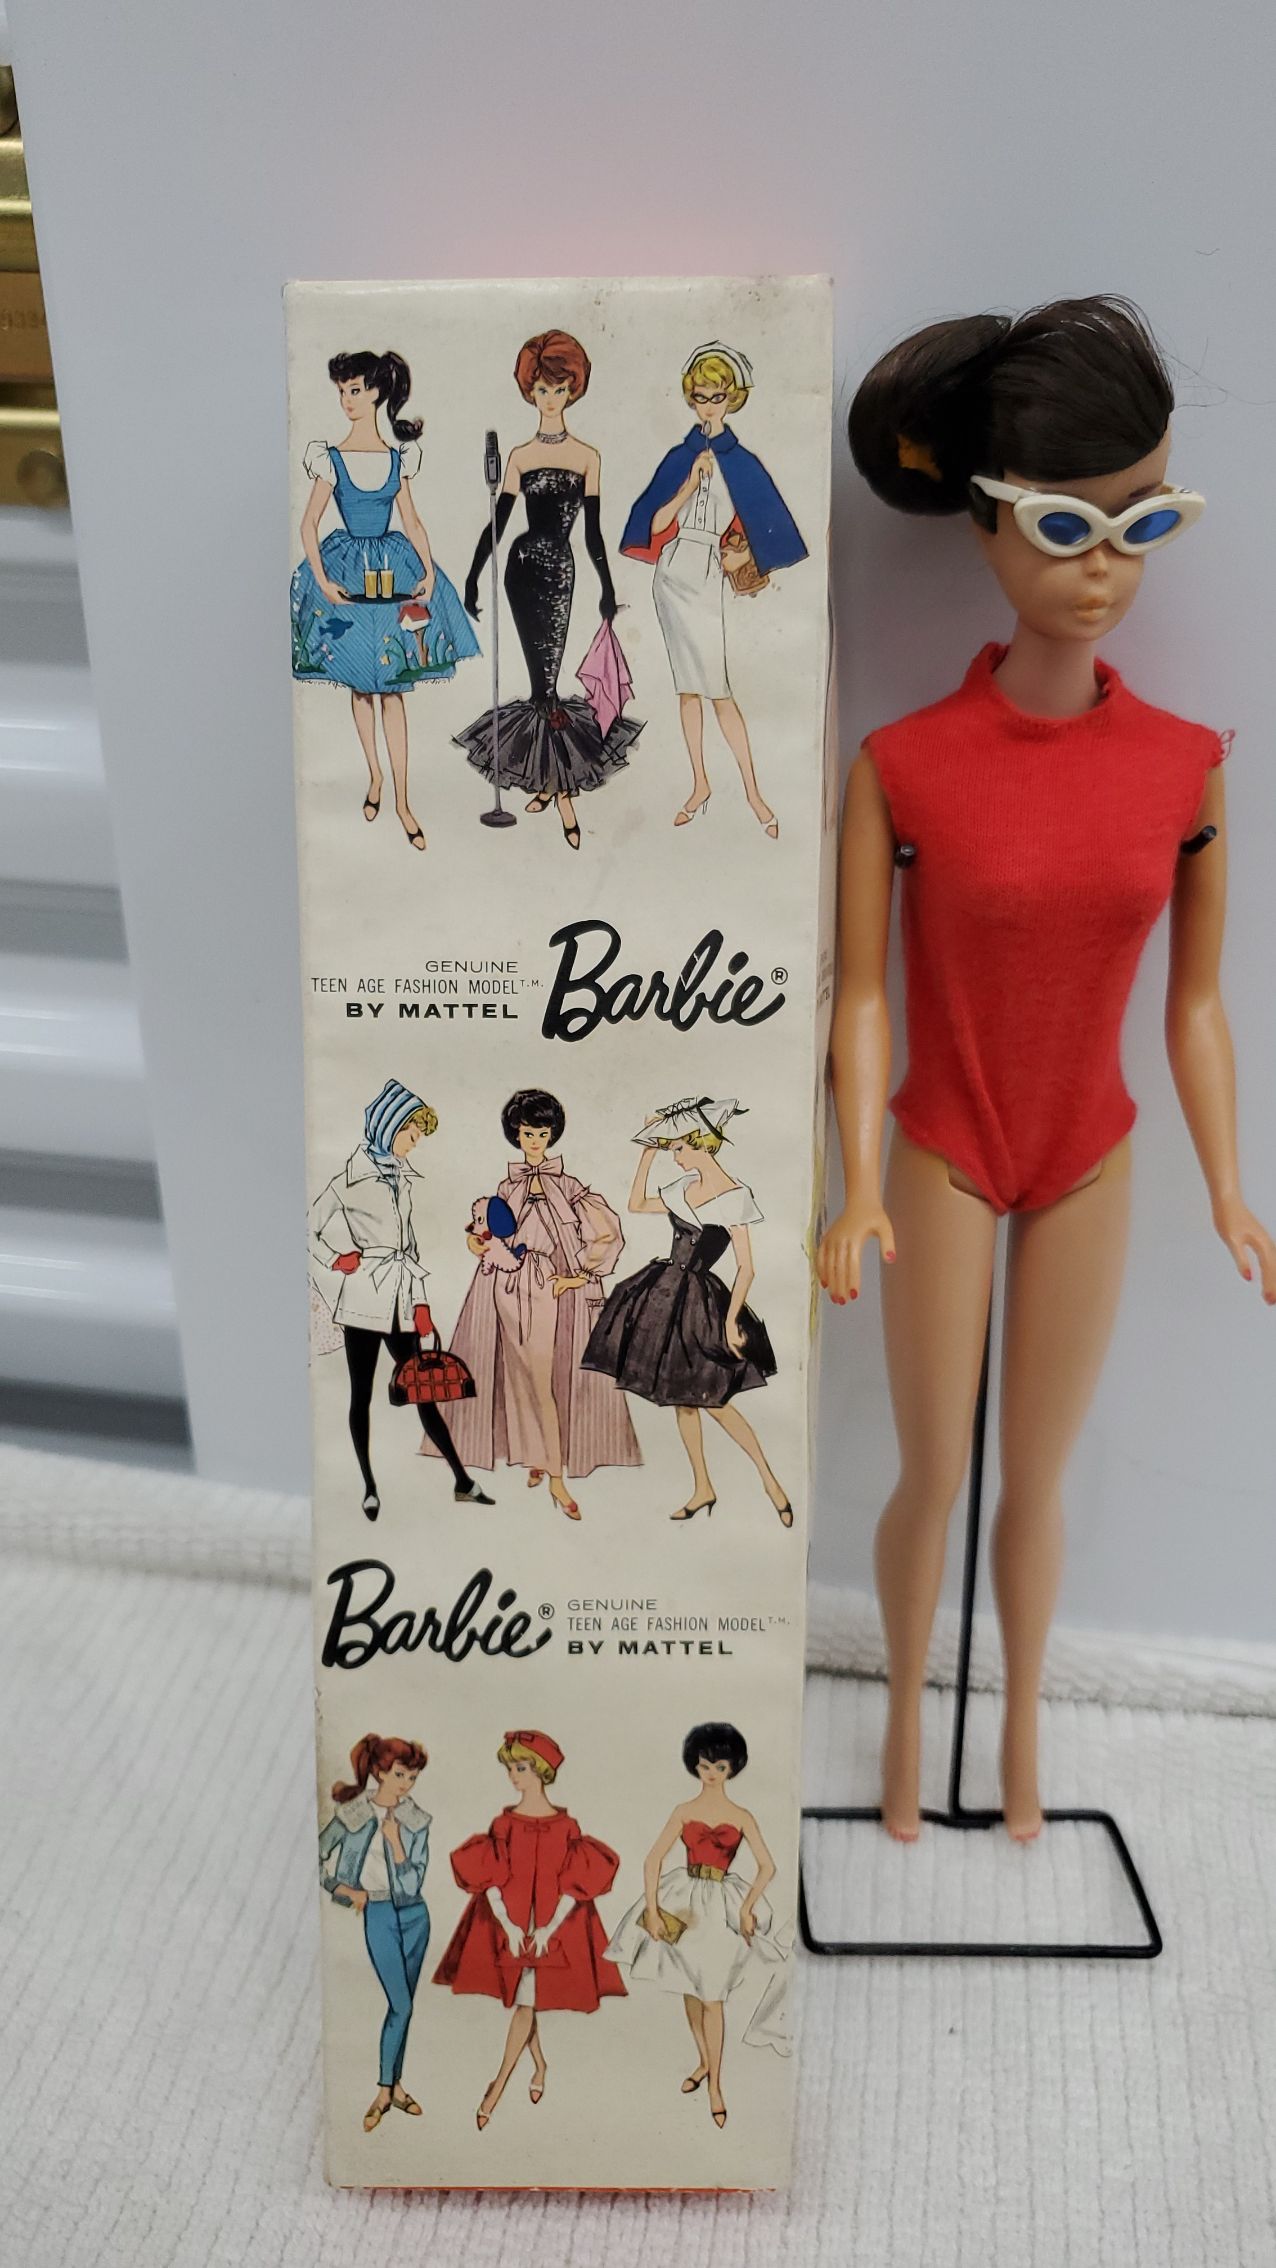 GENUINE
TEEN AGE FASHION MODEL T.M.
BY MATTEL
Barbie®
Barbie®
GENUINE
TEEN AGE FASHION MODEL T.M.
BY MATTEL